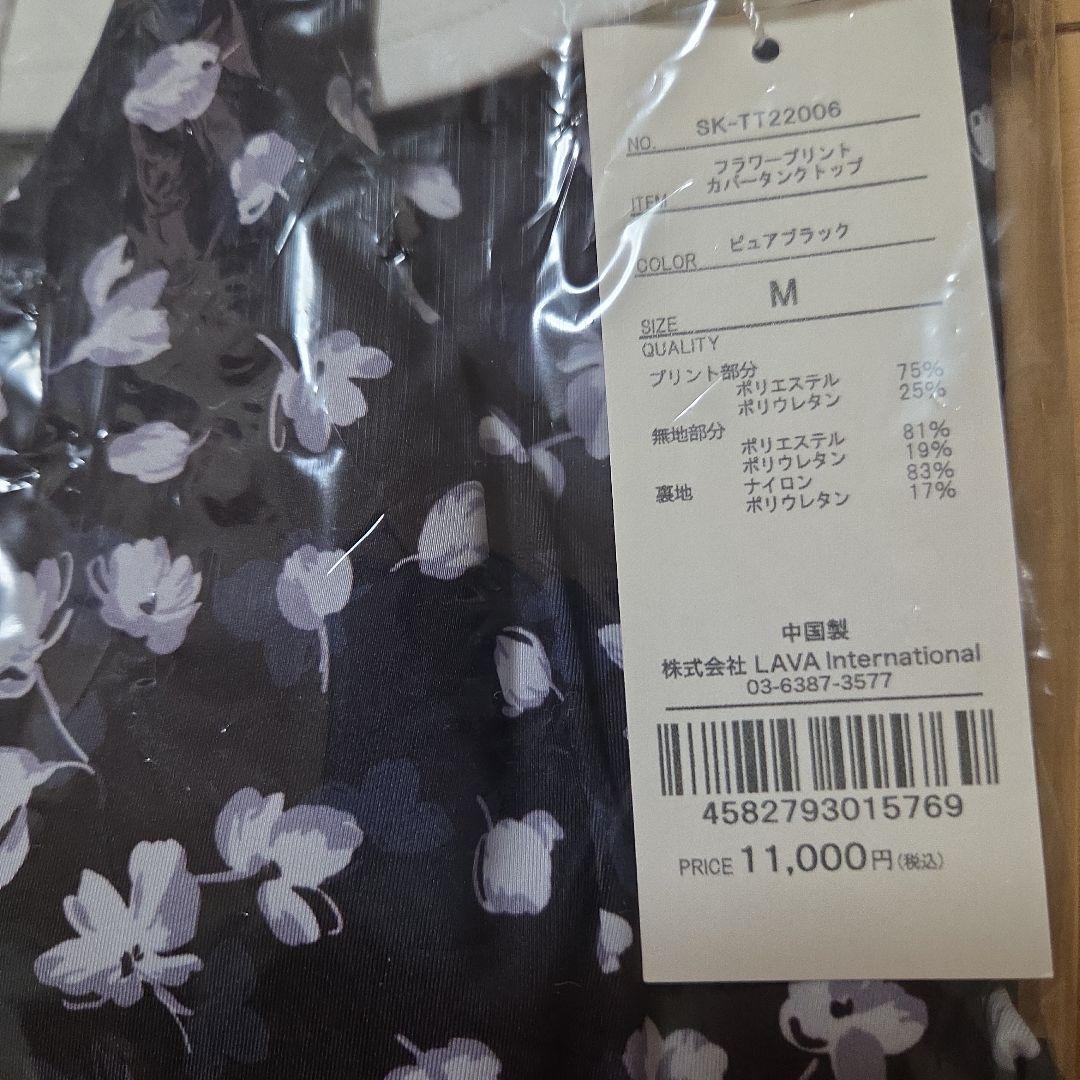 NO. SK-TT22006
フラワープリント
カバータンクトップ
ITEM
COLOR ピュアブラック
M
SIZE
QUALITY
プリント部分
ポリエステル 75%
ポリウレタン 25%
無地部分
ポリエステル 81%
ポリウレタン 19%
裏地 ナイロン 83%
ポリウレタン 17%
中国製
株式会社 LAVA International
03-6387-3577
4582793015769
PRICE 11,000円(税込)